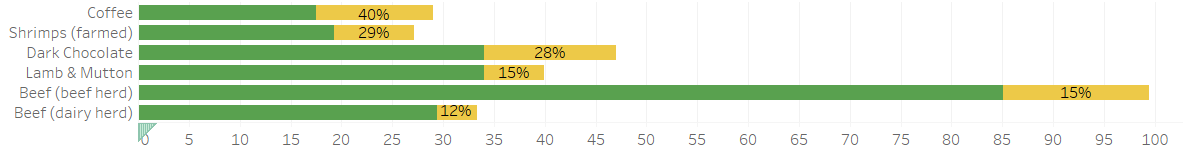 Coffee 40%
Shrimps (farmed) 29%
Dark Chocolate 28%
Lamb & Mutton 15%
Beef (beef herd) 15%
Beef (dairy herd) 12%
0 5 10 15 20 25 30 35 40 45 50 55 60 65 70 75 80 85 90 95 100